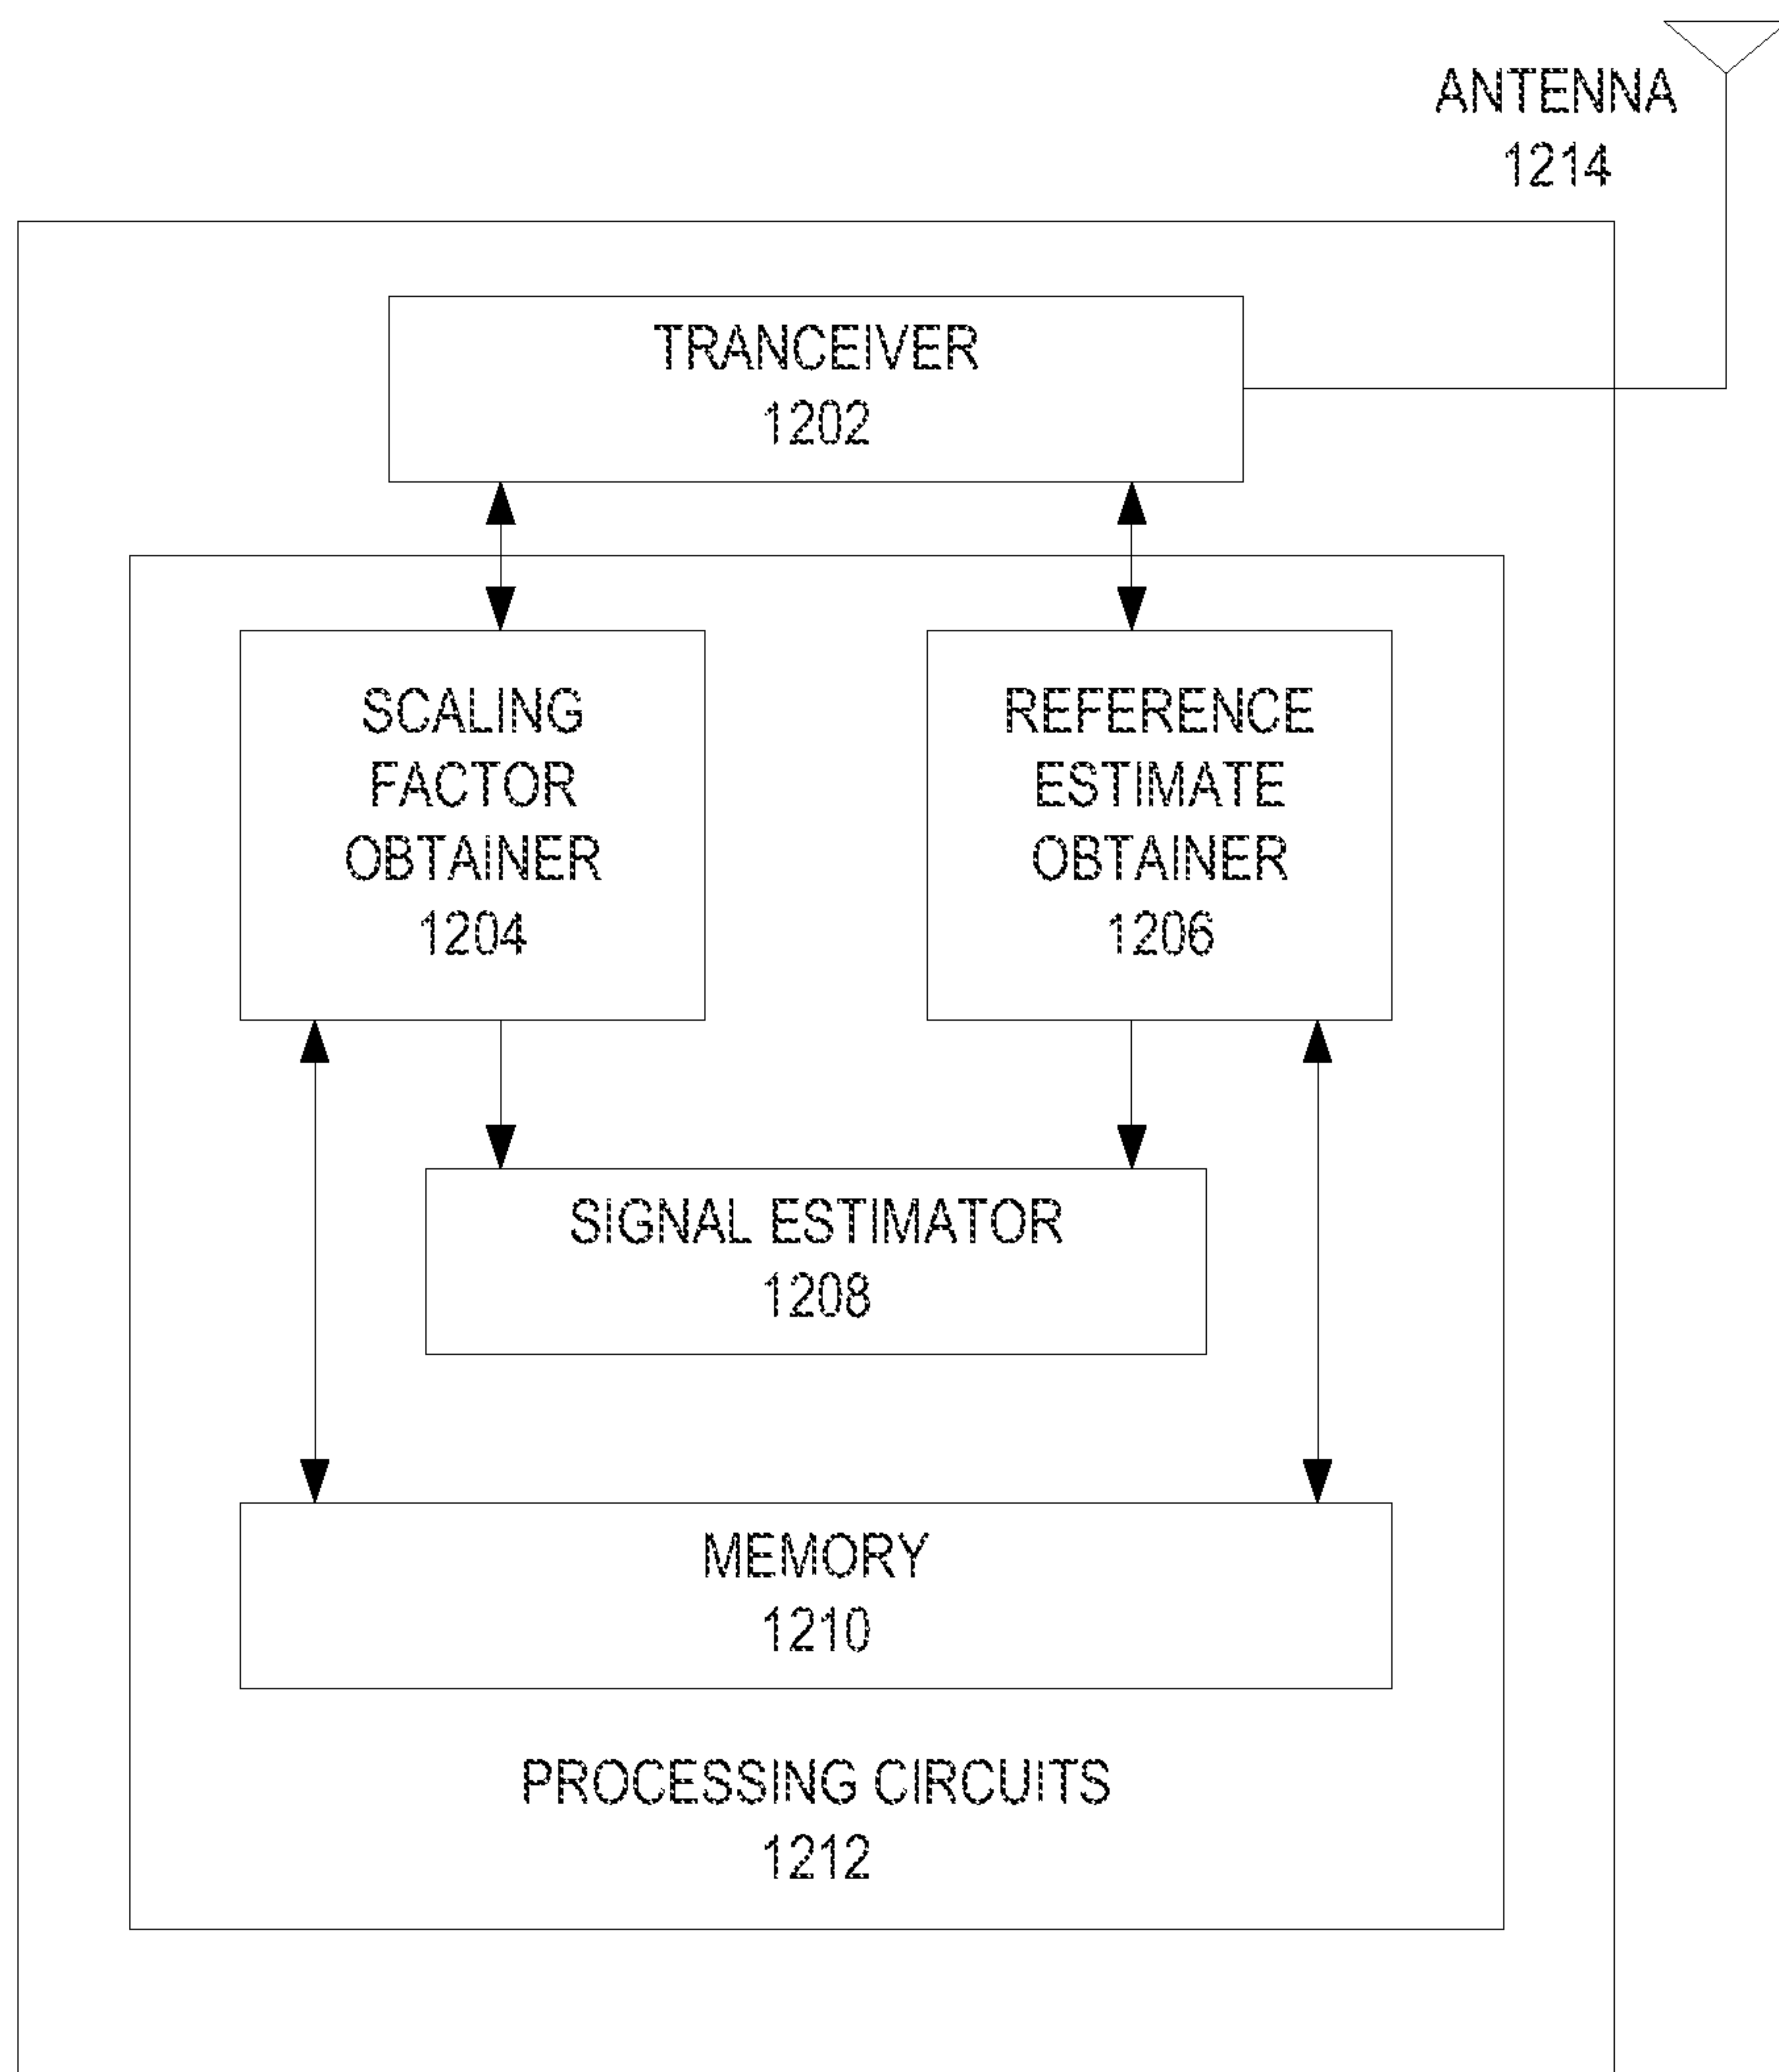 ANTENNA
1214
TRANCEIVER
1202
SCALING
FACTOR
OBTAINER
1204
REFERENCE
ESTIMATE
OBTAINER
1206
SIGNAL ESTIMATOR
1208
MEMORY
1210
PROCESSING CIRCUITS
1212